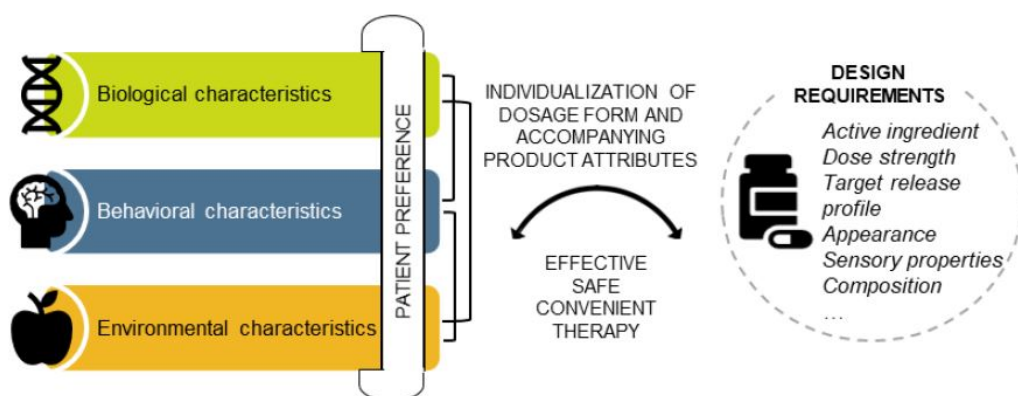 Biological characteristics
Behavioral characteristics
Environmental characteristics
PATIENT PREFERENCE
INDIVIDUALIZATION OF
DOSAGE FORM AND
ACCOMPANYING
PRODUCT ATTRIBUTES
EFFECTIVE
SAFE
CONVENIENT
THERAPY
DESIGN
REQUIREMENTS
Active ingredient
Dose strength
Target release
profile
Appearance
Sensory properties
Composition
...